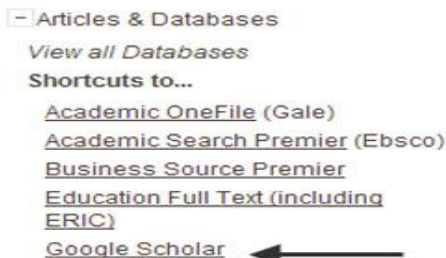 - Articles & Databases
View all Databases
Shortcuts to...
Academic OneFile (Gale)
Academic Search Premier (Ebsco)
Business Source Premier
Education Full Text (including
ERIC)
Google Scholar